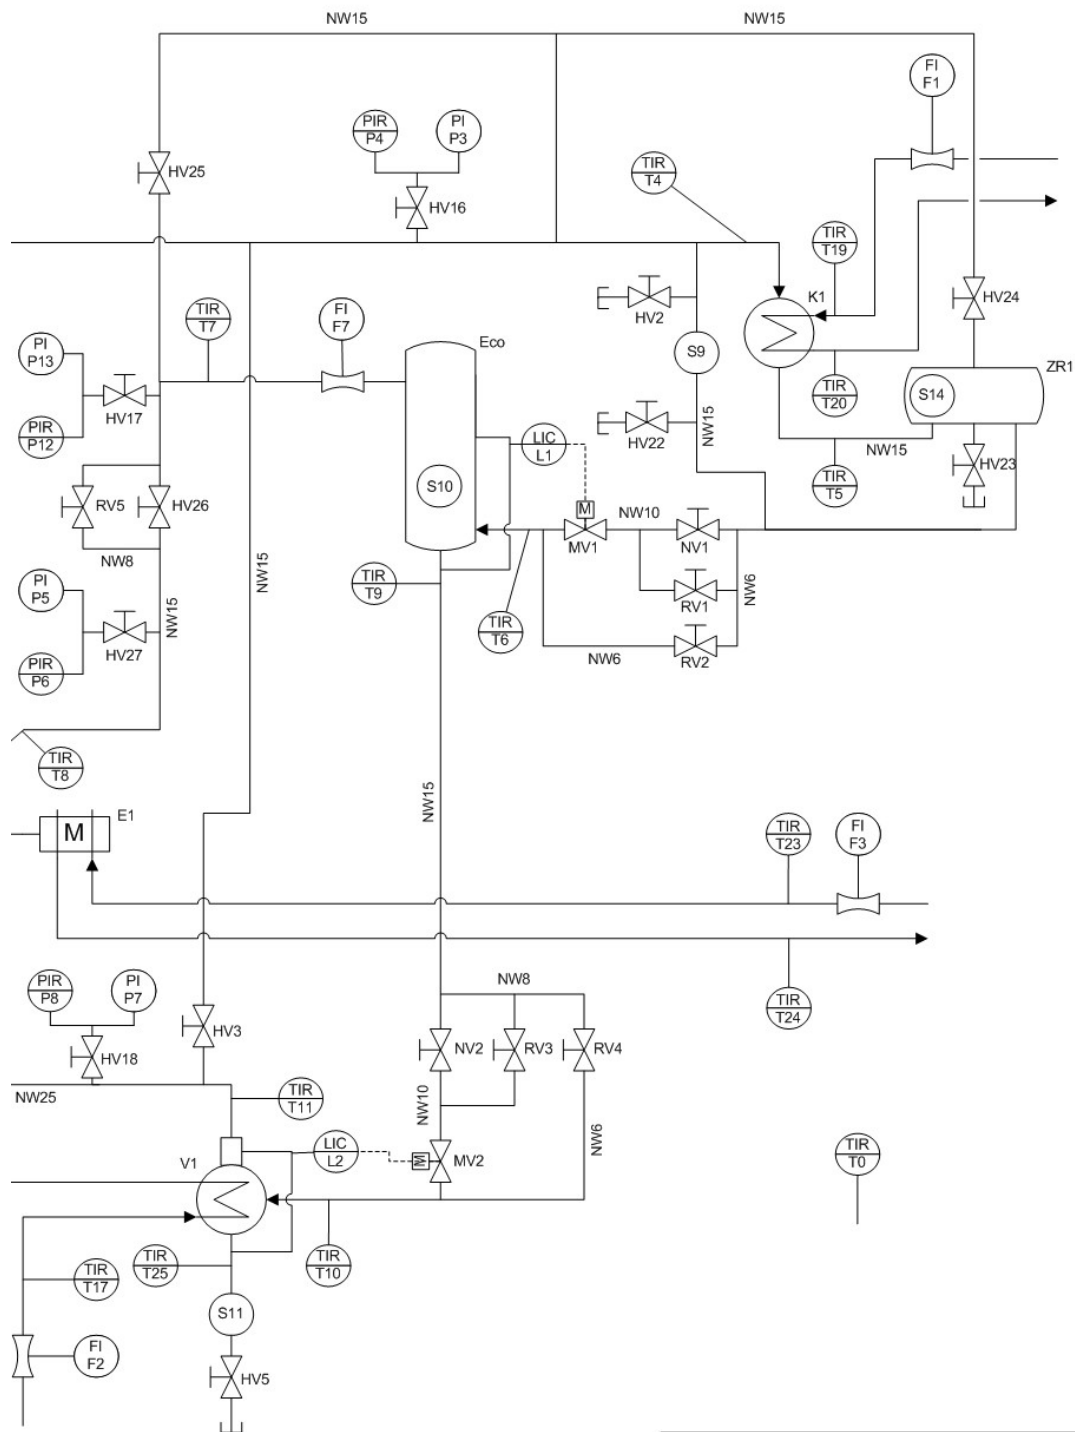 NW15
NW15
FI
F1
PIR
P4
PI
P3
HV25
TIR
T4
HV16
TIR
T19
K1
HV24
TIR
T7
FI
F7
HV2
Eco
S9
PI
P13
ZR1
HV17
TIR
T20
S14
PIR
P12
HV22
NW15
LIC
L1
NW15
HV23
S10
TIR
T5
RV5
HV26
M
NW10
MV1
NV1
NW8
NW15
PI
P5
NW15
TIR
T9
RV1
NW6
TIR
T6
HV27
PIR
P6
NW6
RV2
TIR
T8
NW15
E1
M
TIR
T23
FI
F3
PIR
P8
PI
P7
NW8
TIR
T24
HV3
NV2
RV3
RV4
HV18
NW25
TIR
T11
NW10
NW6
V1
LIC
L2
M
MV2
TIR
T0
TIR
T25
TIR
T10
TIR
T17
S11
FI
F2
HV5